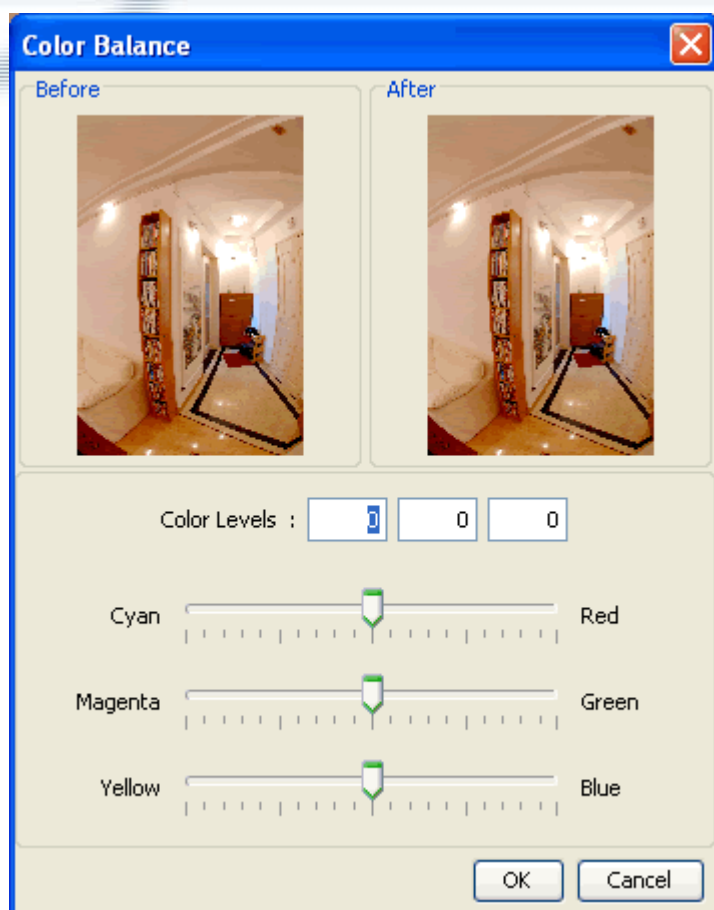 Color Balance
Before
After
Color Levels : 0 0 0
Cyan Red
Magenta Green
Yellow Blue
OK Cancel